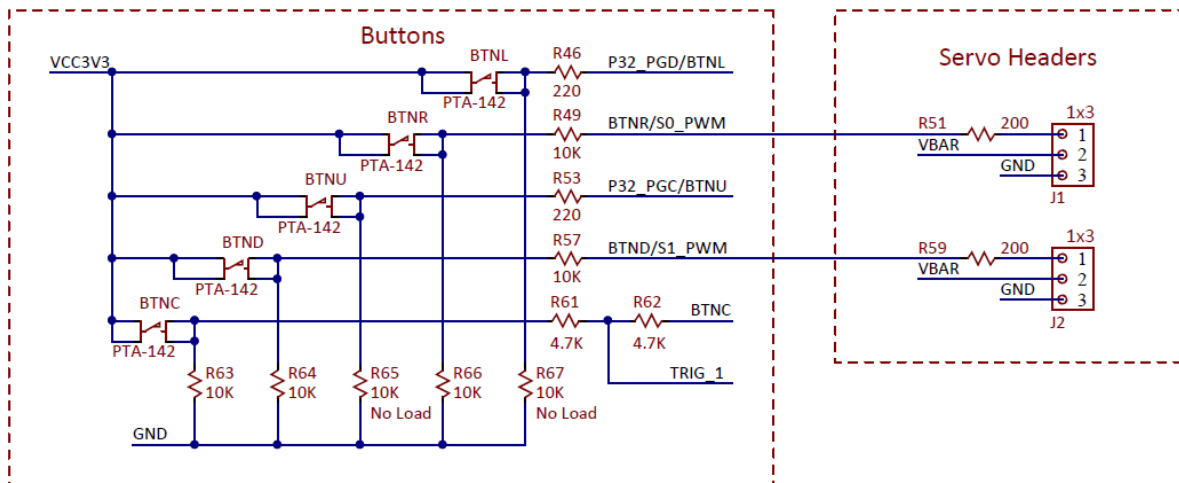 Buttons
VCC3V3
BTNL
PTA-142
R46
220
P32_PGD/BTNL
BTNR
PTA-142
R49
10K
BTNR/S0_PWM
BTNU
PTA-142
R53
220
P32_PGC/BTNU
BTND
PTA-142
R57
10K
BTND/S1_PWM
BTNC
PTA-142
R61
4.7K
R62
4.7K
BTNC
TRIG_1
R63
10K
R64
10K
R65
10K
No Load
R66
10K
R67
10K
No Load
GND
Servo Headers
R51
200
VBAR
GND
1x3
1
2
3
J1
R59
200
VBAR
GND
1x3
1
2
3
J2